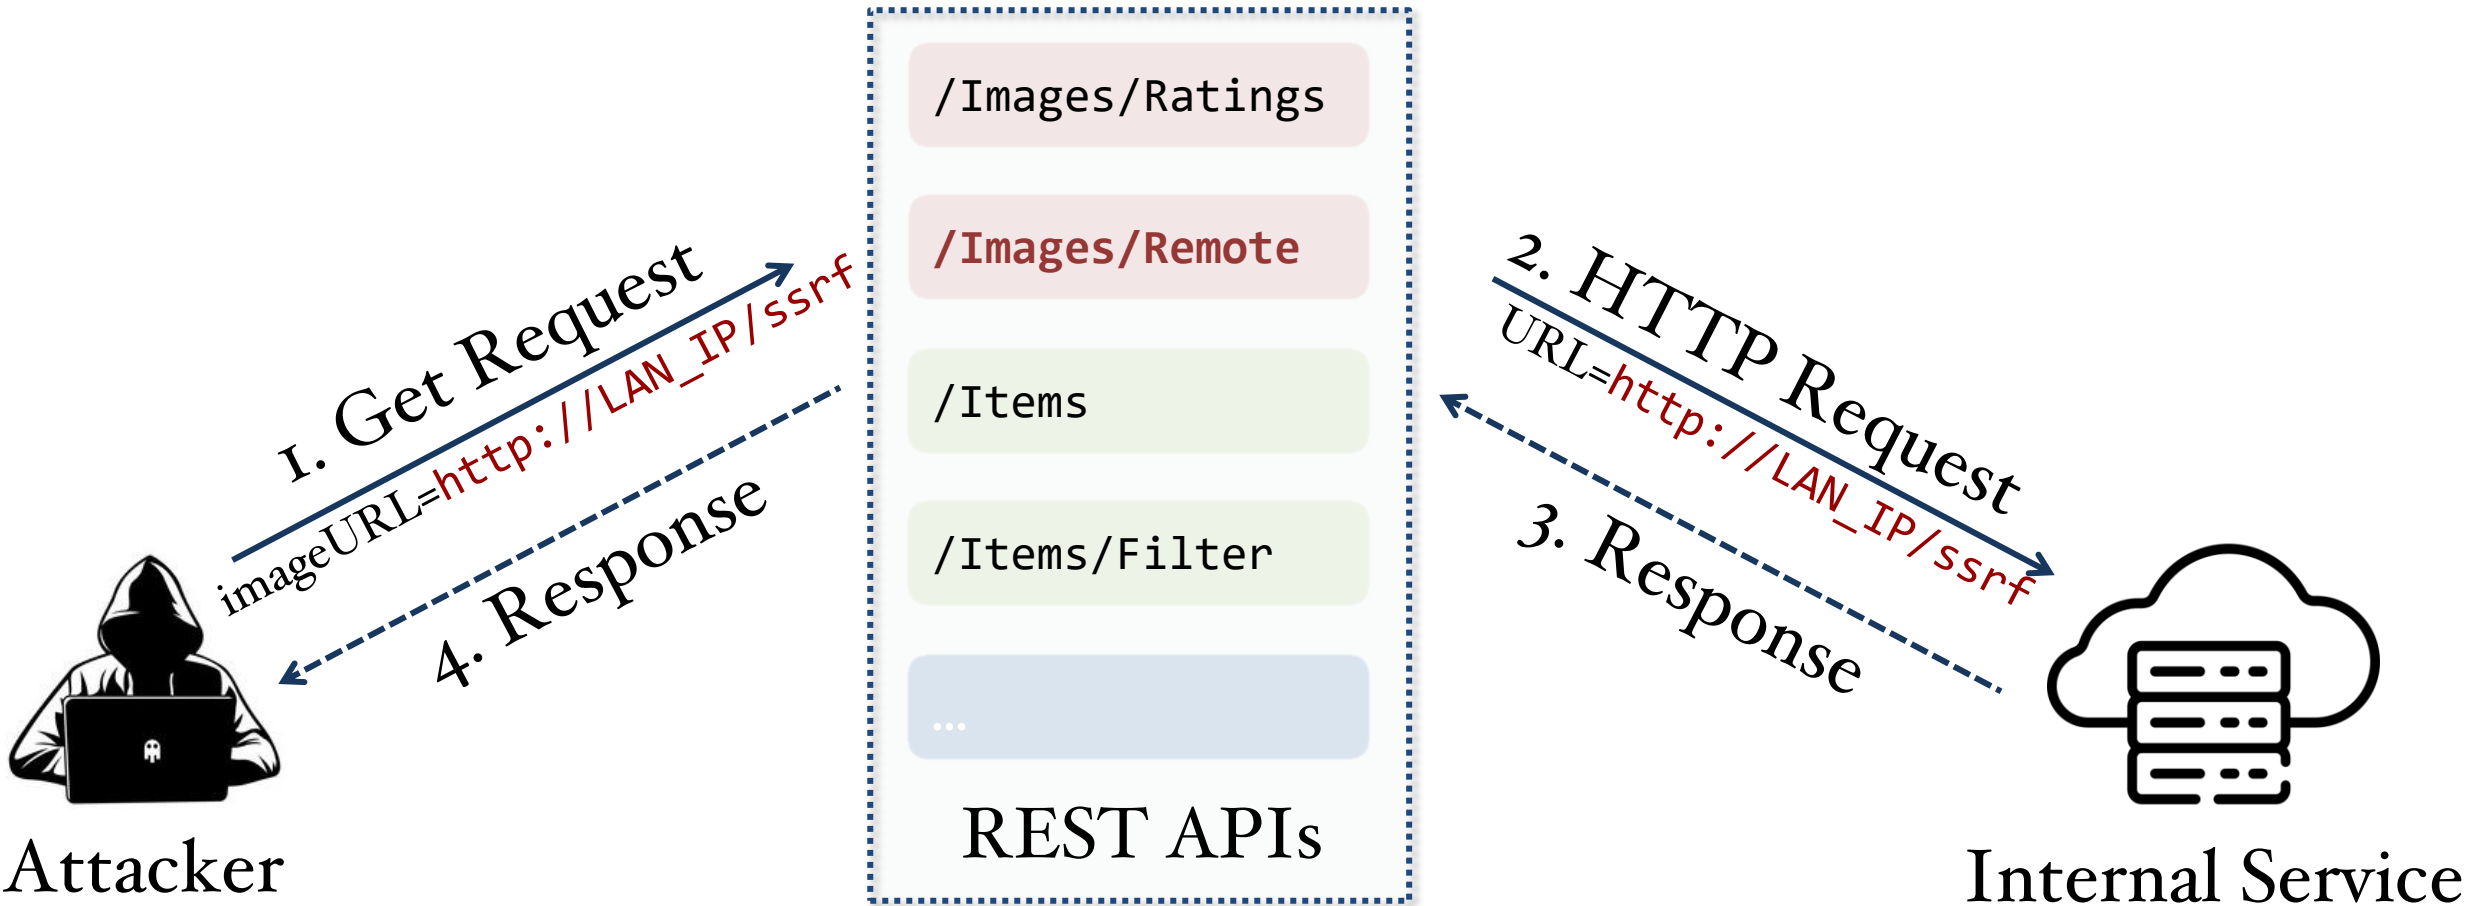 1. Get Request
imageURL=http://LAN_IP/ssrf
4. Response
Attacker
/Images/Ratings
/Images/Remote
/Items
/Items/Filter
...
REST APIs
2. HTTP Request
URL=http://LAN_IP/ssrf
3. Response
Internal Service